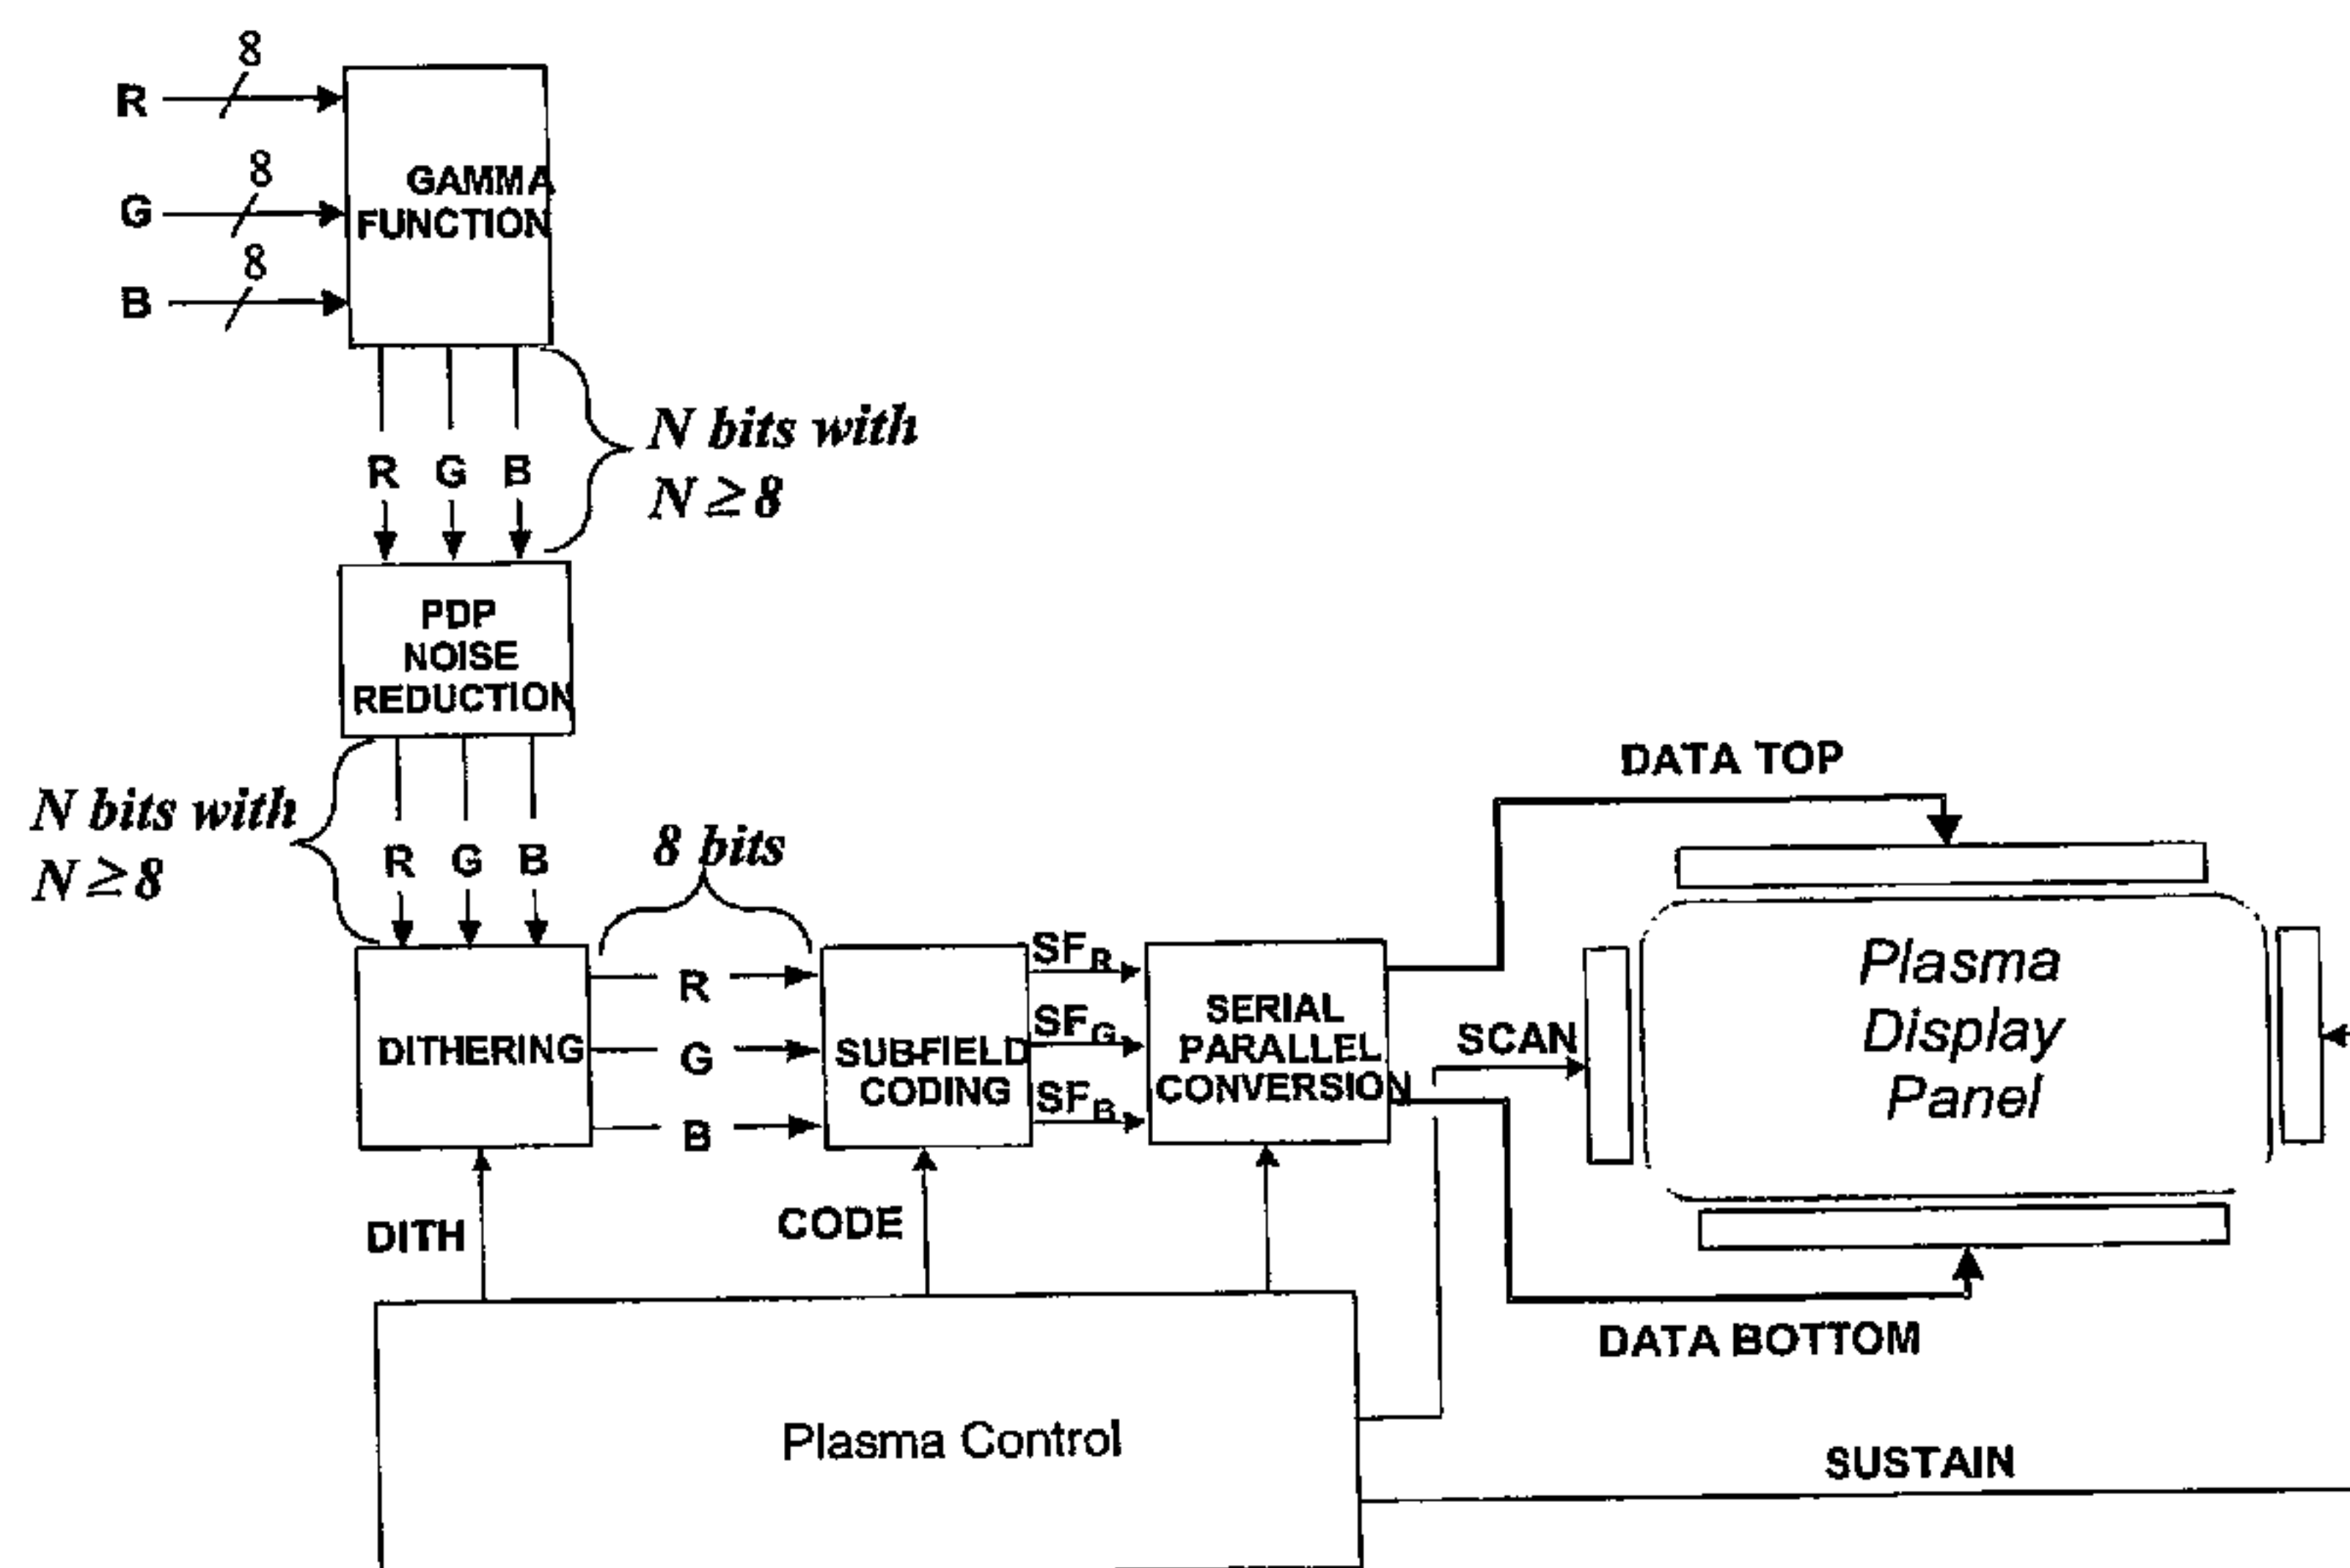 8
R
8
G
8
B
GAMMA
FUNCTION
N bits with
N ≥ 8
R G B
PDP
NOISE
REDUCTION
N bits with
N ≥ 8
R G B
8 bits
DITHERING
R
G
B
SUB-FIELD
CODING
SF_R
SF_G
SF_B
SERIAL
PARALLEL
CONVERSION
DATA TOP
SCAN
Plasma
Display
Panel
DITH
CODE
DATA BOTTOM
Plasma Control
SUSTAIN